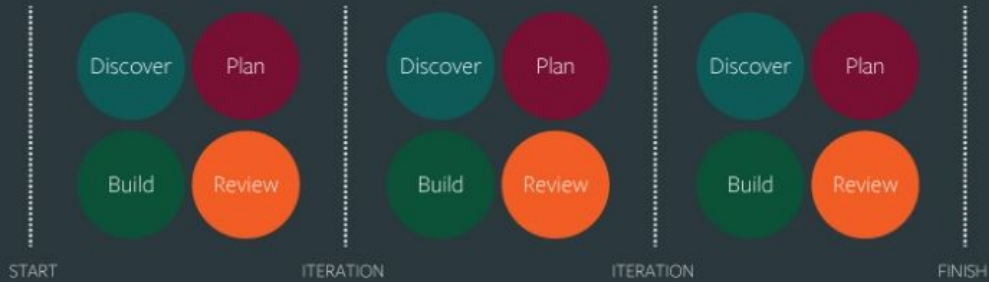 Discover Plan Discover Plan Discover Plan
Build Review Build Review Build Review
START ITERATION ITERATION FINISH